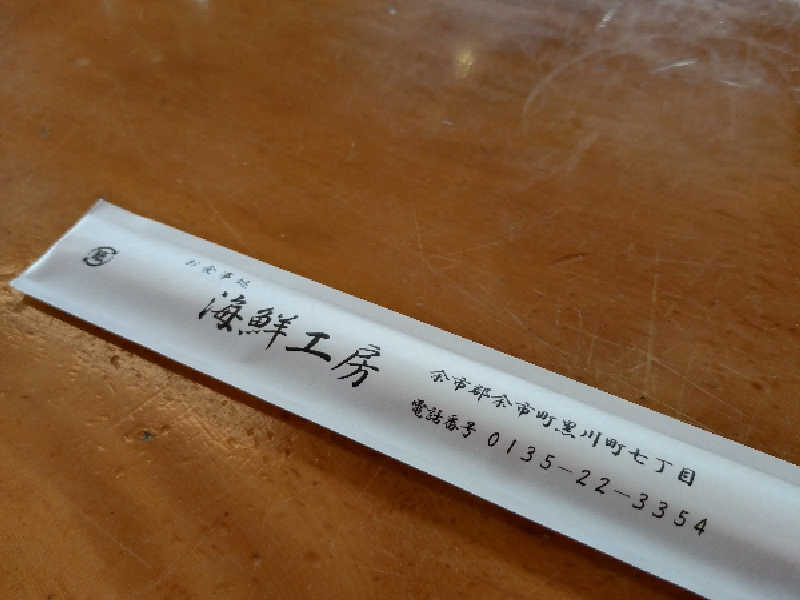 お食事処
海鮮工房
余市郡余市町黒川町七丁目
電話番号 0135-22-3354